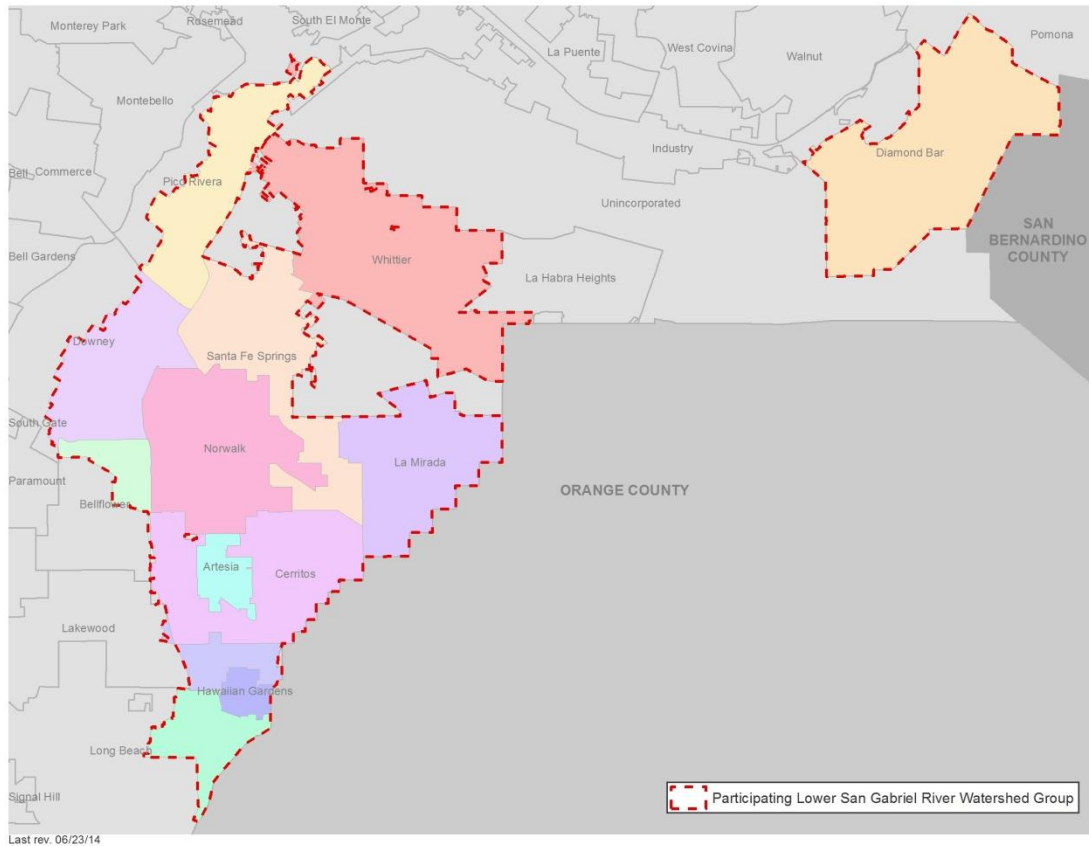 Rosemead
South El Monte
Monterey Park
Pomona
West Covina
La Puente
Walnut
Montebello
Industry
Diamond Bar
Bell
Commerce
Pico Rivera
Unincorporated
SAN
BERNARDINO
COUNTY
Bell Gardens
Whittier
La Habra Heights
Downey
Santa Fe Springs
South Gate
Norwalk
La Mirada
Paramount
ORANGE COUNTY
Bellflower
Artesia
Cerritos
Lakewood
Hawaiian Gardens
Long Beach
Signal Hill
Participating Lower San Gabriel River Watershed Group
Last rev. 06/23/14